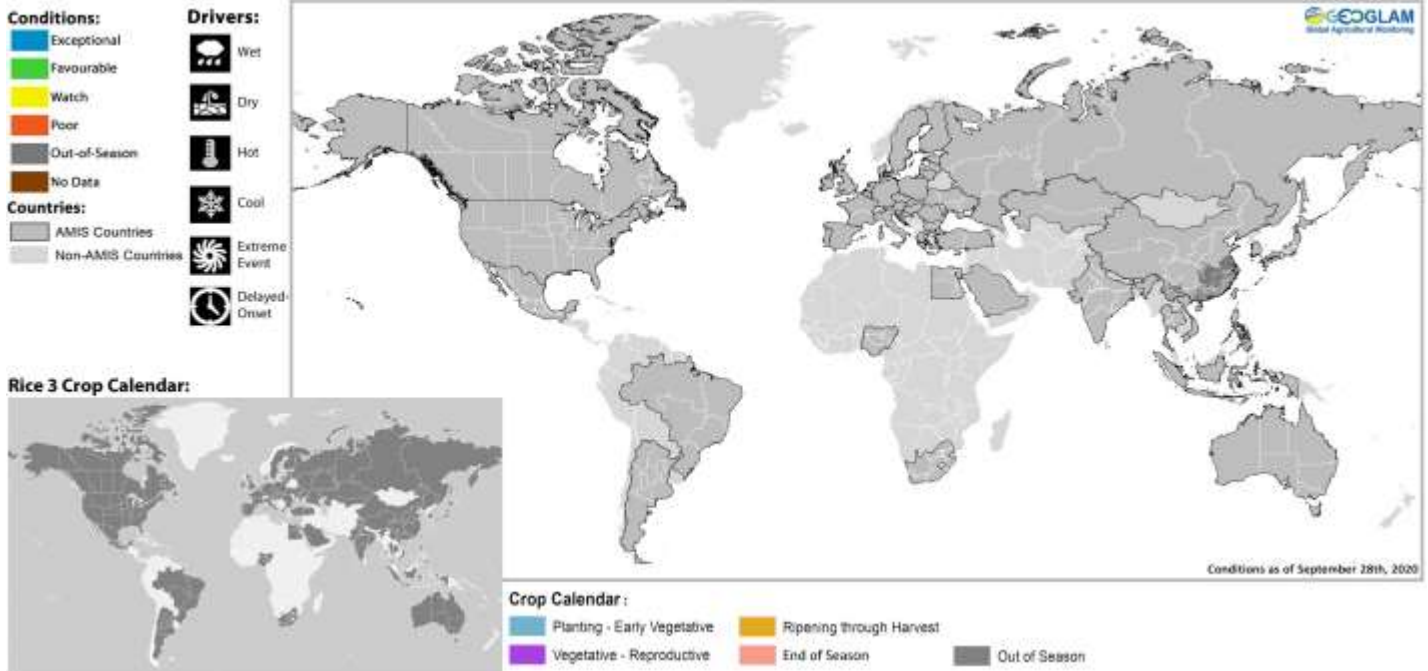 Conditions:
Exceptional
Favourable
Watch
Poor
Out-of-Season
No Data
Countries:
AMIS Countries
Non-AMIS Countries
Drivers:
Wet
Dry
Hot
Cool
Extreme
Event
Delayed-
Onset
GEOGLAM
Global Agricultural Monitoring
Conditions as of September 28th, 2020
Rice 3 Crop Calendar:
Crop Calendar :
Planting - Early Vegetative
Vegetative - Reproductive
Ripening through Harvest
End of Season
Out of Season